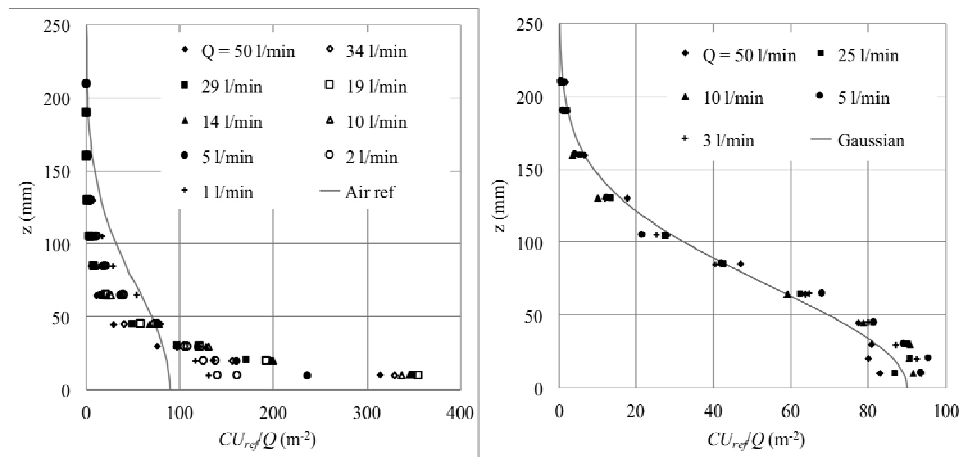 250
200
150
100
50
0
z (mm)
Q = 50 l/min
34 l/min
29 l/min
19 l/min
14 l/min
10 l/min
5 l/min
2 l/min
1 l/min
Air ref
0
100
200
300
400
CUref/Q (m-2)
250
200
150
100
50
0
z (mm)
Q = 50 l/min
25 l/min
10 l/min
5 l/min
3 l/min
Gaussian
0
20
40
60
80
100
CUref/Q (m-2)